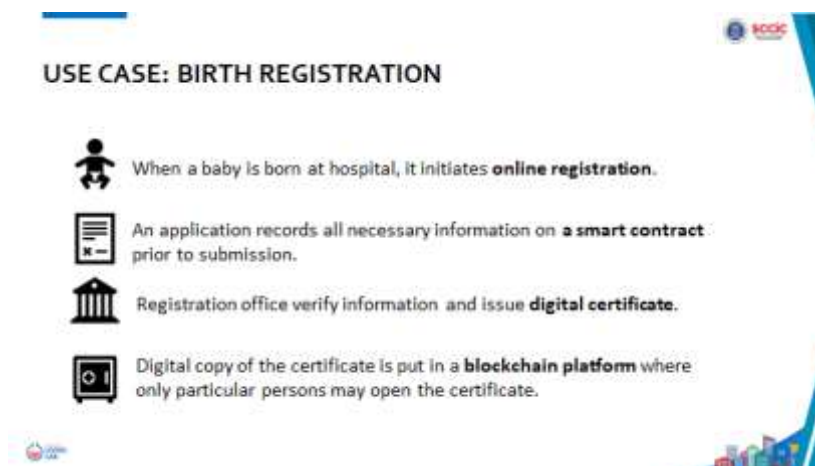 sccic
USE CASE: BIRTH REGISTRATION
When a baby is born at hospital, it initiates online registration.
An application records all necessary information on a smart contract
prior to submission.
Registration office verify information and issue digital certificate.
Digital copy of the certificate is put in a blockchain platform where
only particular persons may open the certificate.